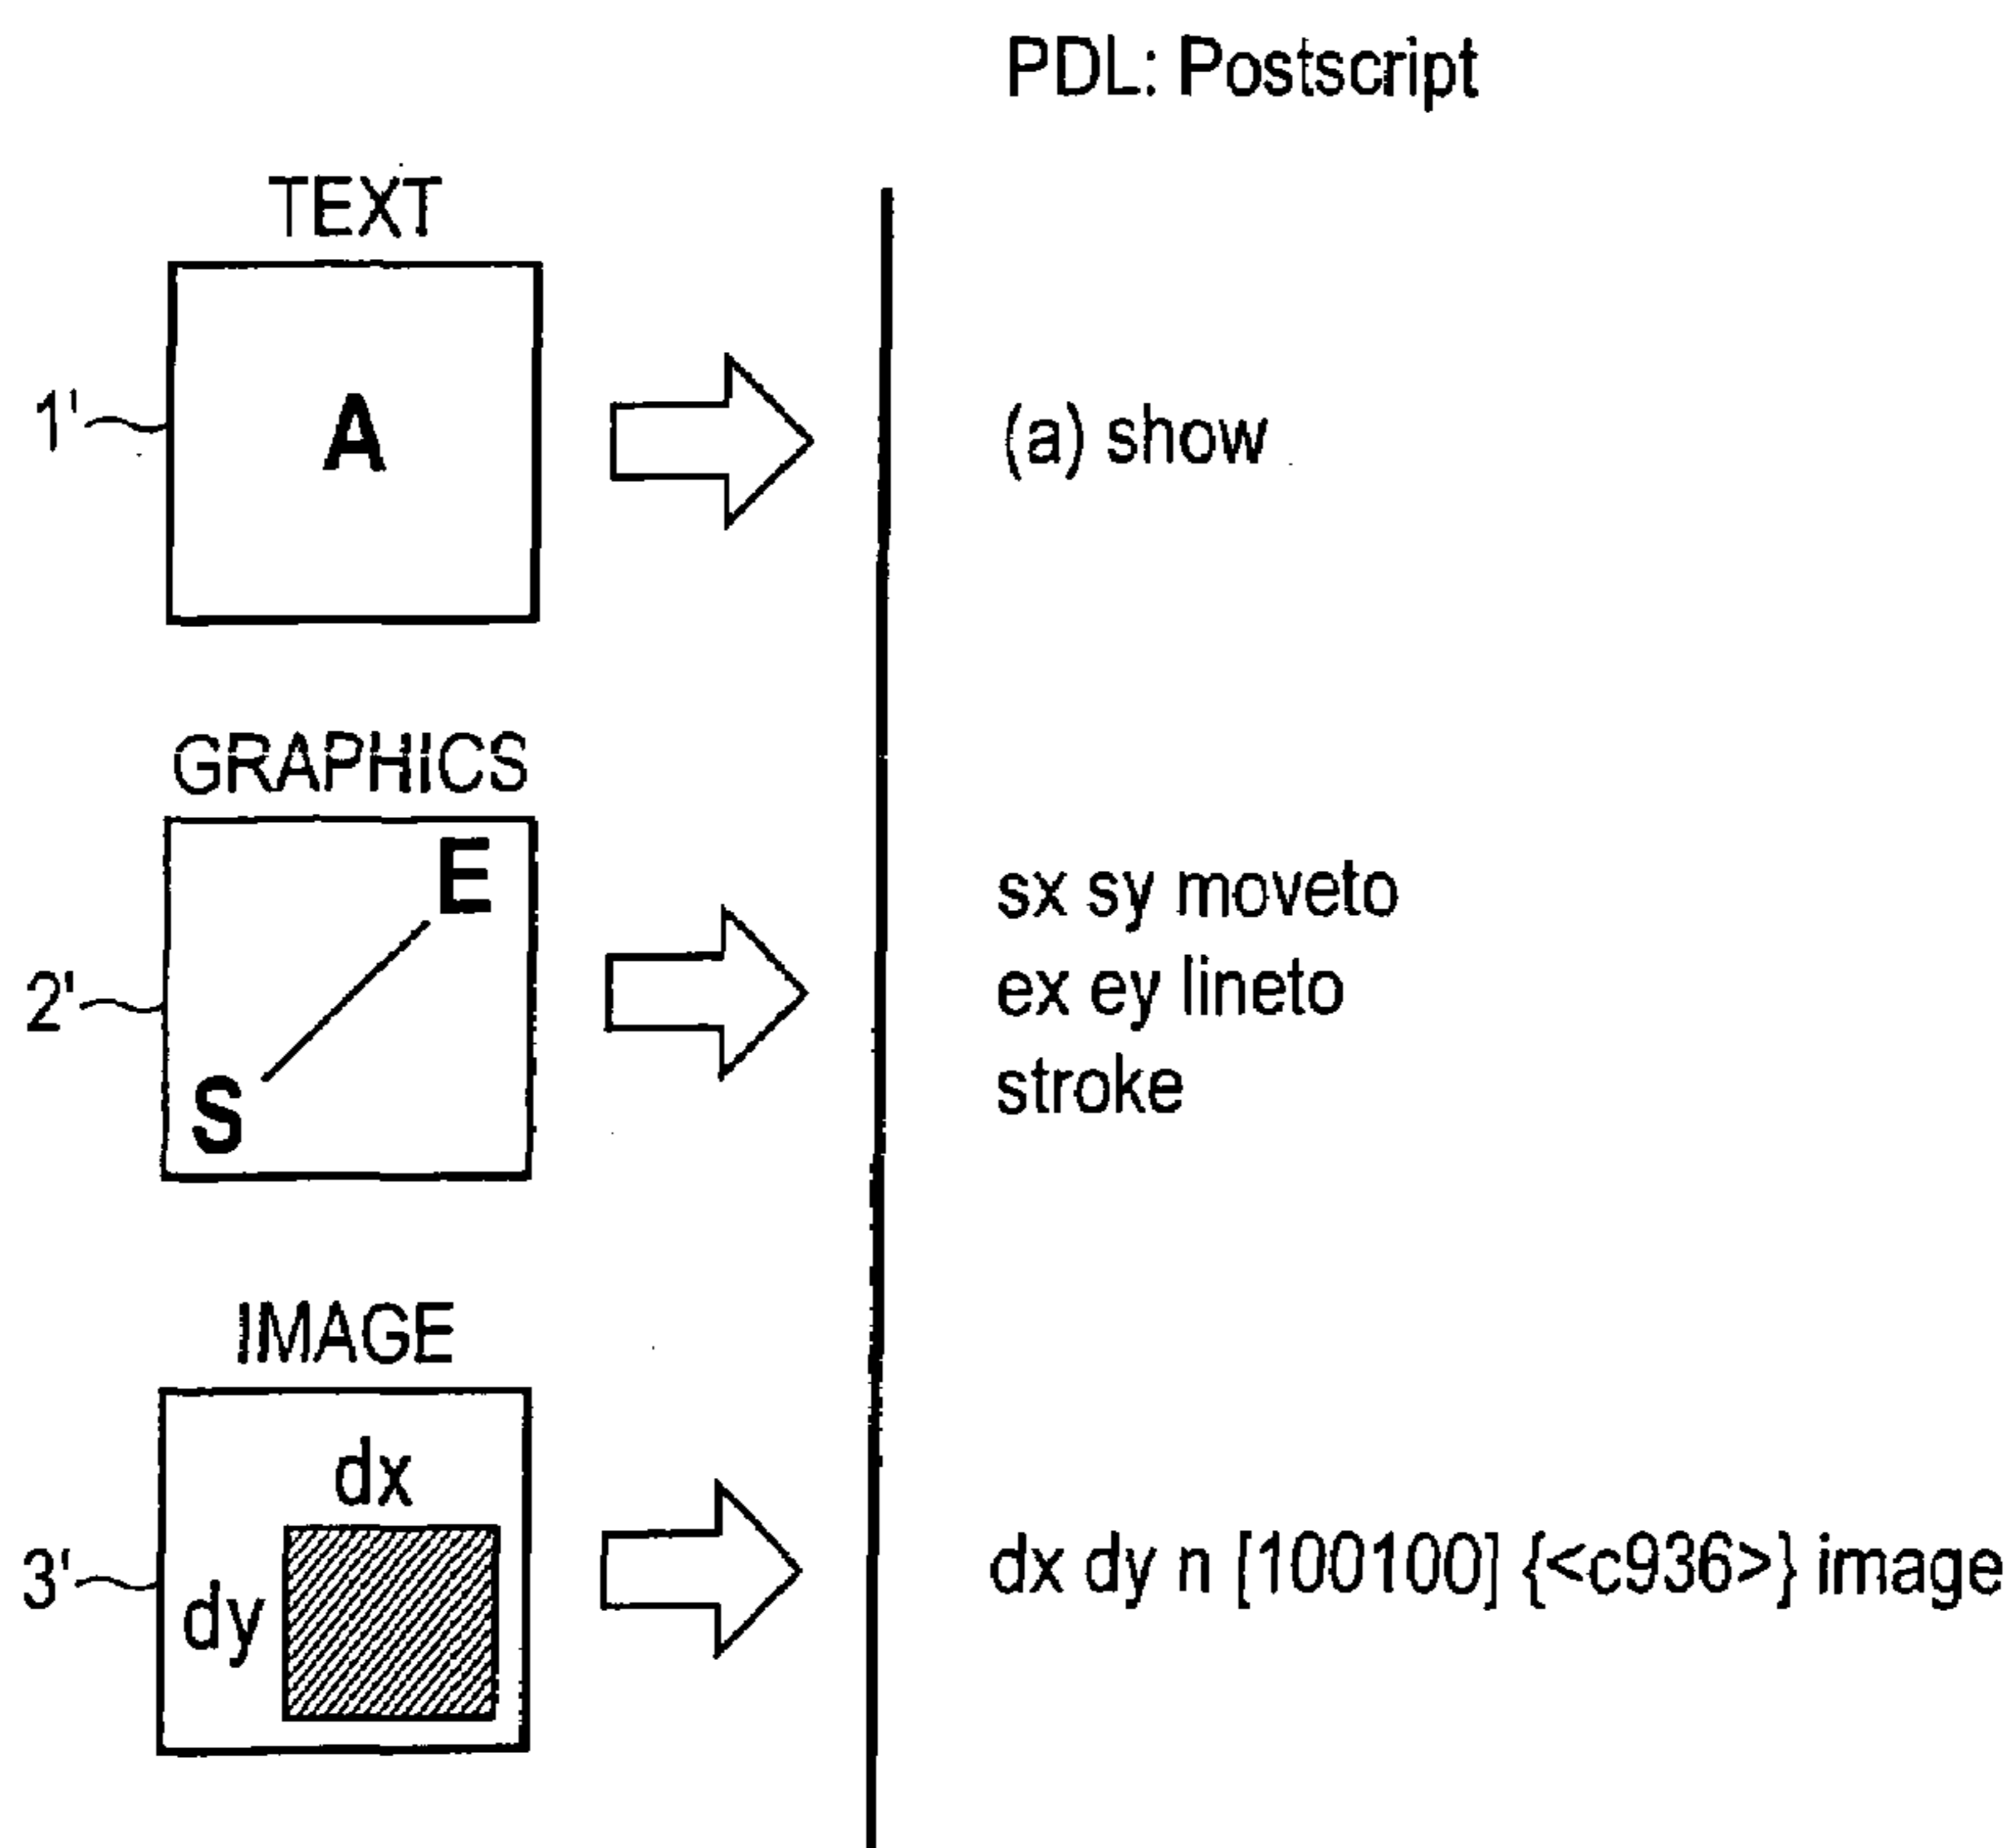 PDL: Postscript
TEXT
1'
A
(a) show
GRAPHICS
E
2'
S
sx sy moveto
ex ey lineto
stroke
IMAGE
dx
3'
dy
dx dy n [100100] {<c936>} image